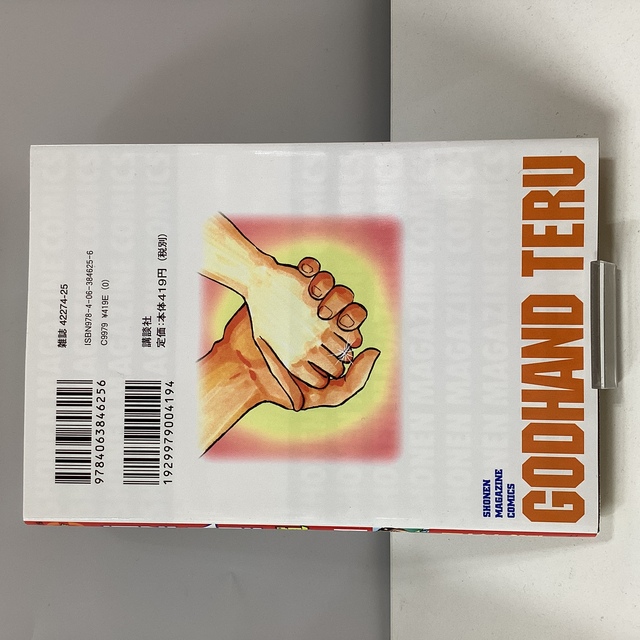 GODHAND TERU
SHONEN
MAGAZINE
COMICS
9784063846256
1929979004194
雑誌 42274-25
ISBN978-4-06-384625-6
C9979 ¥419E (0)
講談社
定価:本体419円(税別)